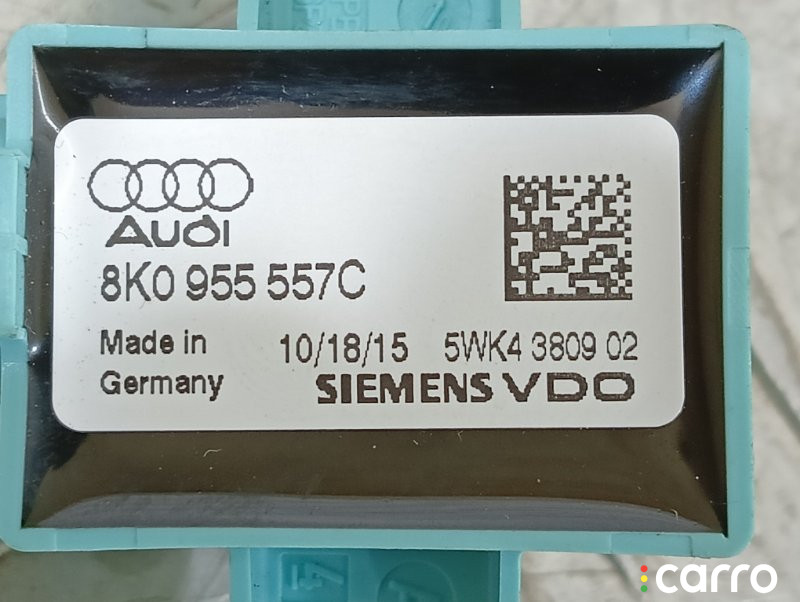 AUDI
8K0 955 557C
Made in
Germany
10/18/15 5WK4 3809 02
SIEMENS VDO
carro